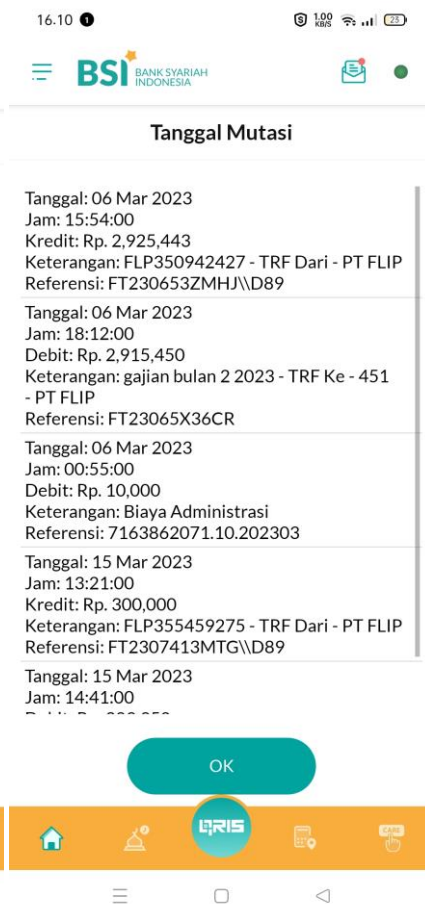 16.10 1
1.00
KB/S
23
BSI BANK SYARIAH
INDONESIA
Tanggal Mutasi
Tanggal: 06 Mar 2023
Jam: 15:54:00
Kredit: Rp. 2,925,443
Keterangan: FLP350942427 - TRF Dari - PT FLIP
Referensi: FT230653ZMHJ\\D89
Tanggal: 06 Mar 2023
Jam: 18:12:00
Debit: Rp. 2,915,450
Keterangan: gajian bulan 2 2023 - TRF Ke - 451
- PT FLIP
Referensi: FT23065X36CR
Tanggal: 06 Mar 2023
Jam: 00:55:00
Debit: Rp. 10,000
Keterangan: Biaya Administrasi
Referensi: 7163862071.10.202303
Tanggal: 15 Mar 2023
Jam: 13:21:00
Kredit: Rp. 300,000
Keterangan: FLP355459275 - TRF Dari - PT FLIP
Referensi: FT2307413MTG\\D89
Tanggal: 15 Mar 2023
Jam: 14:41:00
OK
QRIS
CARE